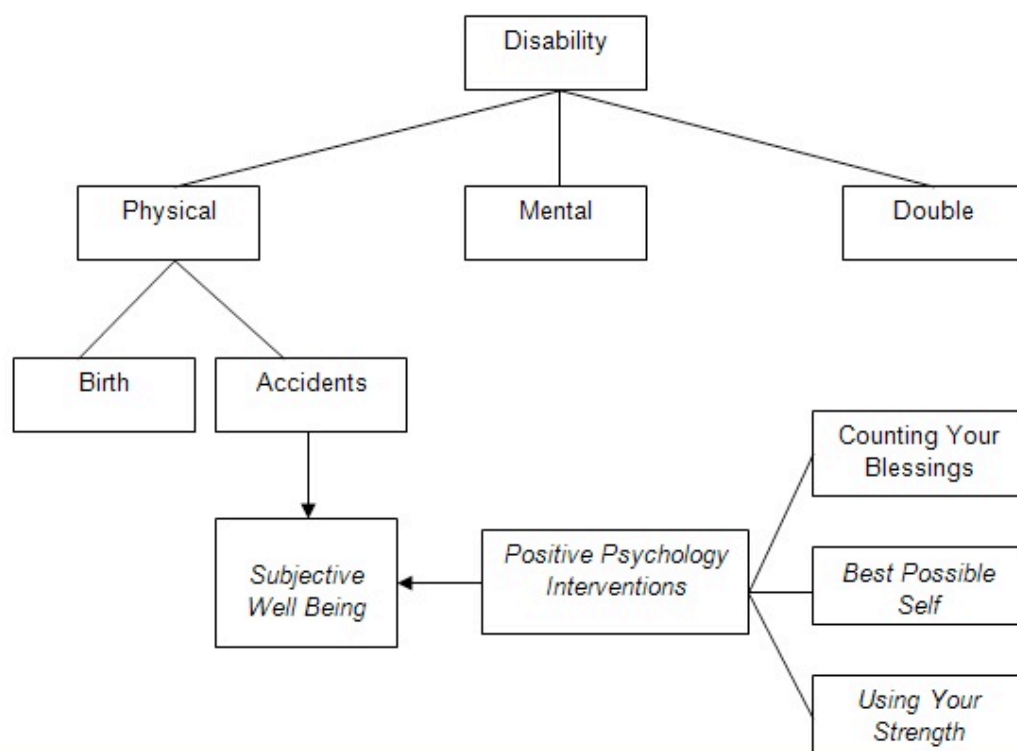 Disability
Physical
Mental
Double
Birth
Accidents
Counting Your
Blessings
Subjective
Well Being
Positive Psychology
Interventions
Best Possible
Self
Using Your
Strength